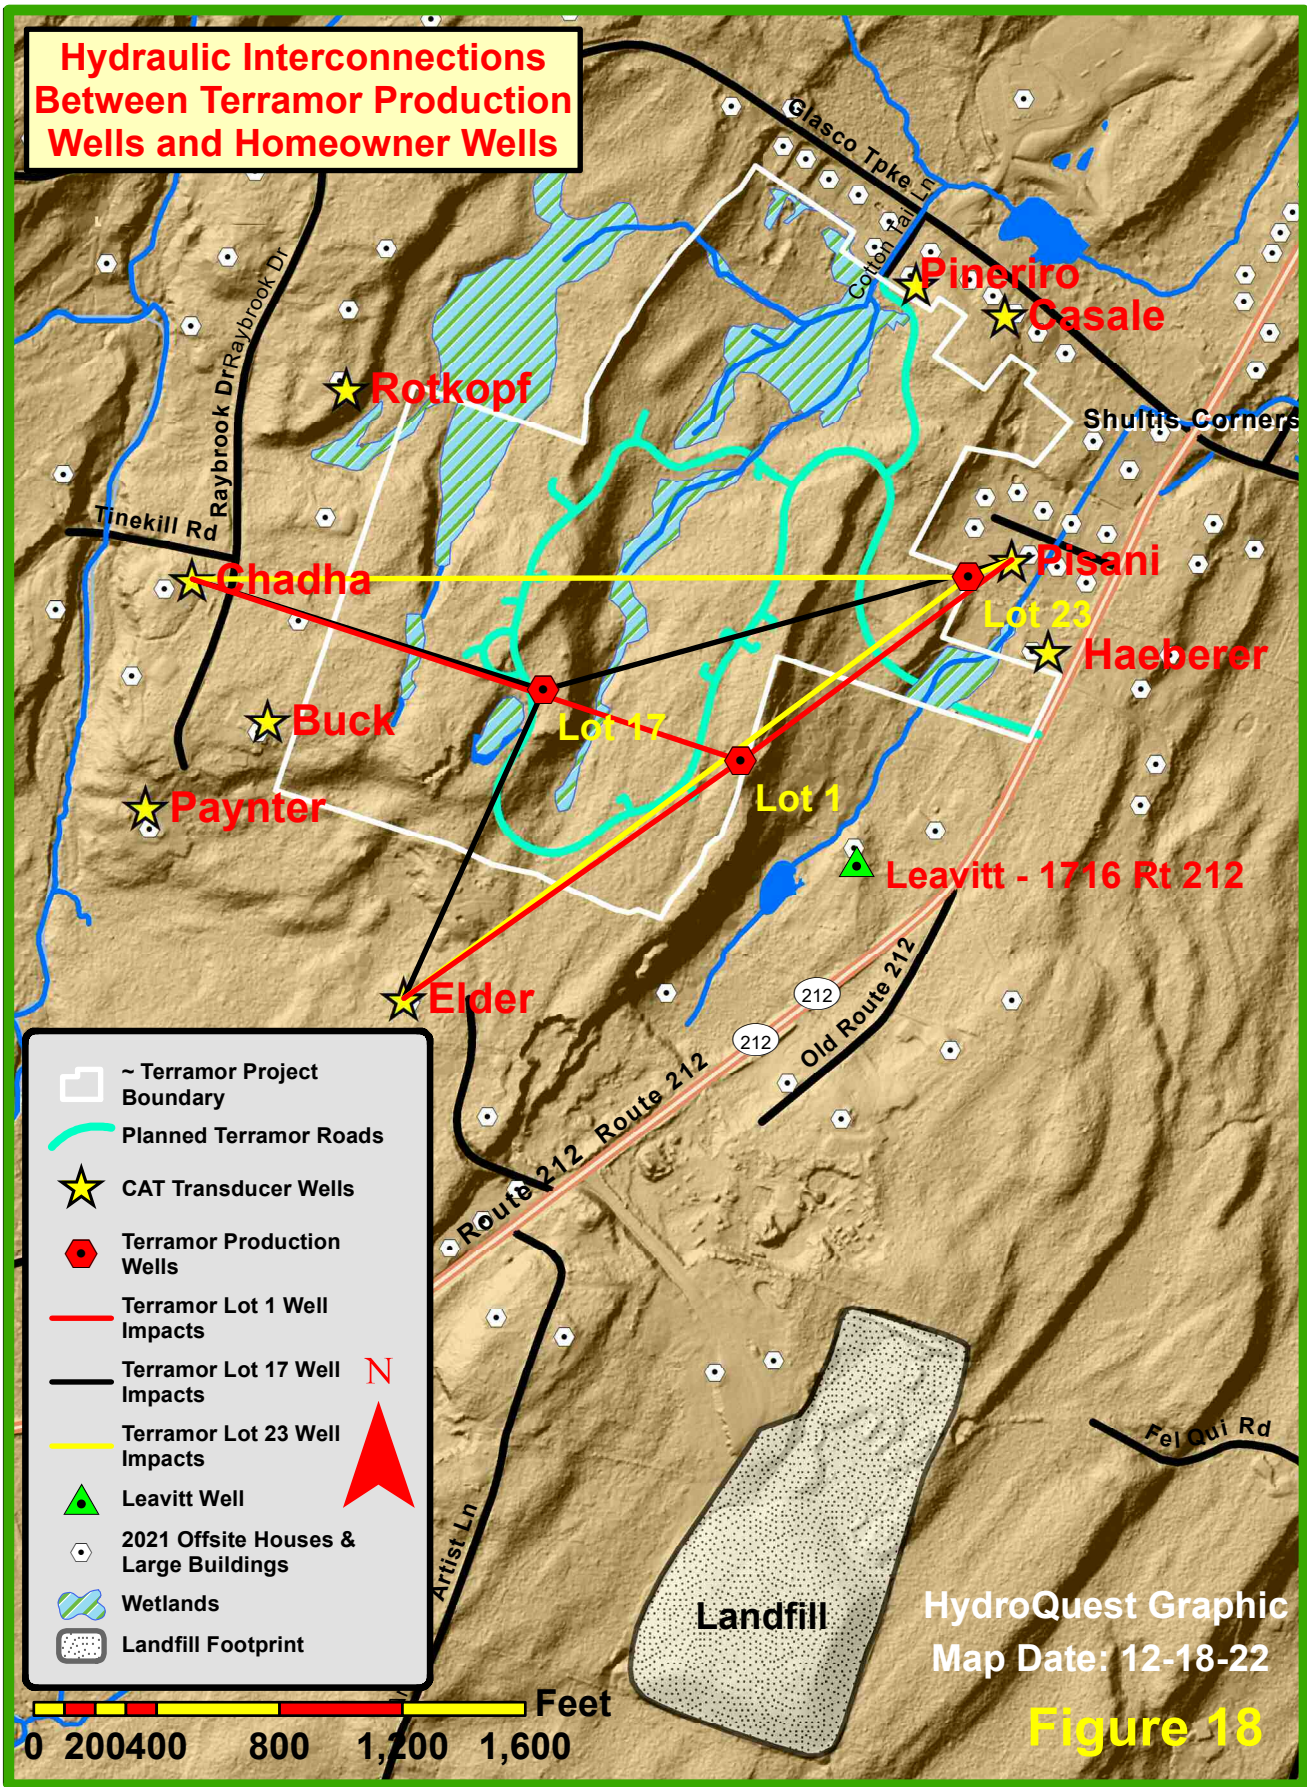 Hydraulic Interconnections
Between Terramor Production
Wells and Homeowner Wells
Glasco Tpke
Cotton Tail Ln
Pineriro
Casale
Raybrook Dr
Raybrook Dr
Rotkopf
Shultis Corners
Tinekill Rd
Chadha
Pisani
Lot 23
Haeberer
Buck
Lot 17
Lot 1
Paynter
Leavitt - 1716 Rt 212
Elder
212
212
Old Route 212
Route 212
Route 212
~ Terramor Project
Boundary
Planned Terramor Roads
CAT Transducer Wells
Terramor Production
Wells
Terramor Lot 1 Well
Impacts
Terramor Lot 17 Well
Impacts
N
Terramor Lot 23 Well
Impacts
Leavitt Well
2021 Offsite Houses &
Large Buildings
Wetlands
Landfill Footprint
Artist Ln
Fel Qui Rd
Landfill
HydroQuest Graphic
Map Date: 12-18-22
Figure 18
Feet
0 200 400 800 1,200 1,600